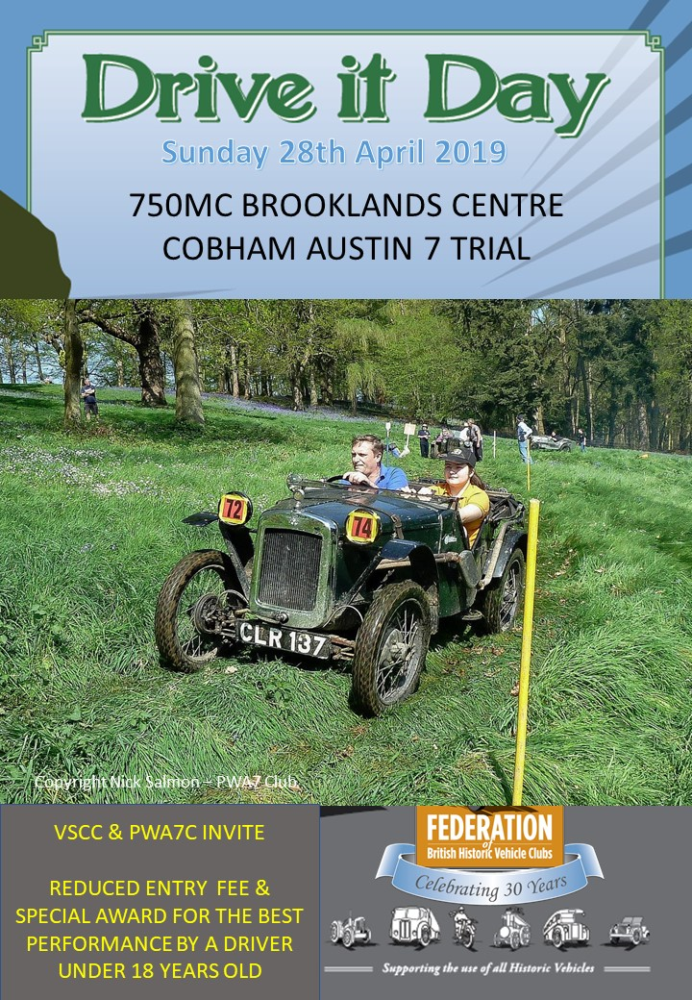 Drive it Day
Sunday 28th April 2019
750MC BROOKLANDS CENTRE
COBHAM AUSTIN 7 TRIAL
72
74
CLR 137
Copyright Nick Salmon – PWA7 Club
VSCC & PWA7C INVITE
REDUCED ENTRY FEE &
SPECIAL AWARD FOR THE BEST
PERFORMANCE BY A DRIVER
UNDER 18 YEARS OLD
FEDERATION
of
British Historic Vehicle Clubs
Celebrating 30 Years
Supporting the use of all Historic Vehicles